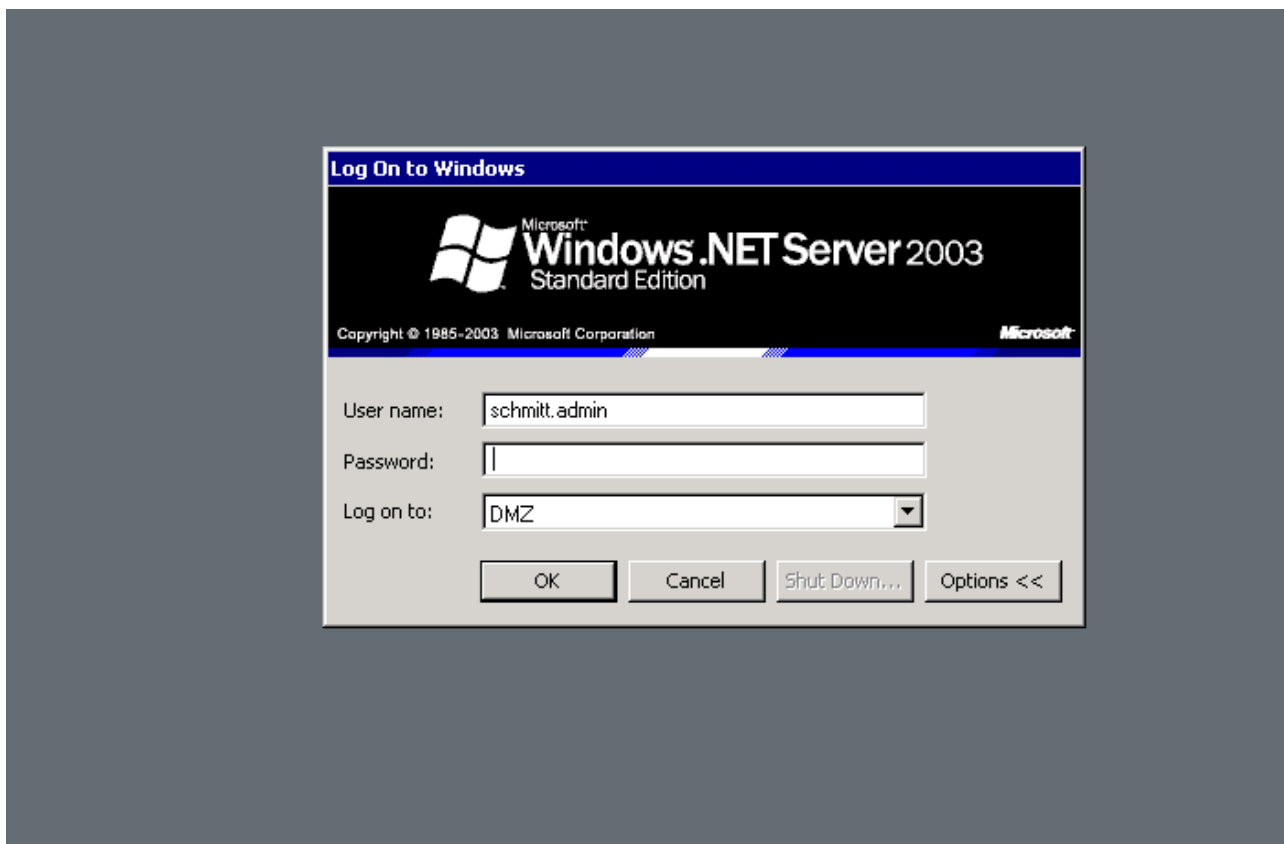 Log On to Windows
Microsoft
Windows .NET Server 2003
Standard Edition
Copyright © 1985-2003 Microsoft Corporation Microsoft
User name: schmitt.admin
Password:
Log on to: DMZ
OK Cancel Shut Down... Options <<